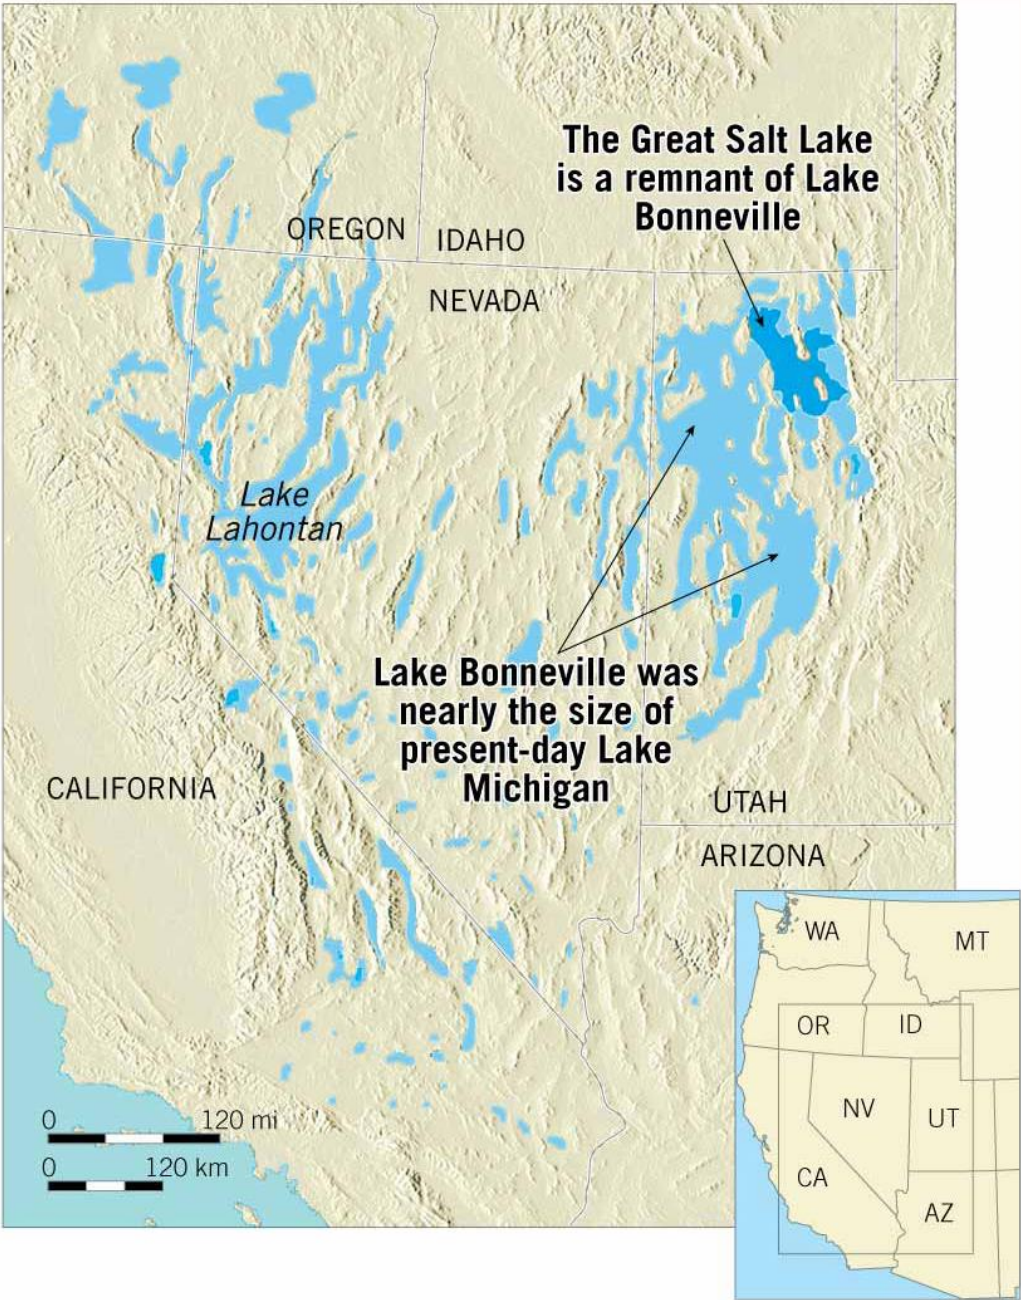 The Great Salt Lake
is a remnant of Lake
Bonneville
OREGON
IDAHO
NEVADA
Lake
Lahontan
Lake Bonneville was
nearly the size of
present-day Lake
Michigan
CALIFORNIA
UTAH
ARIZONA
0 120 mi
0 120 km
WA
MT
OR
ID
NV
UT
CA
AZ